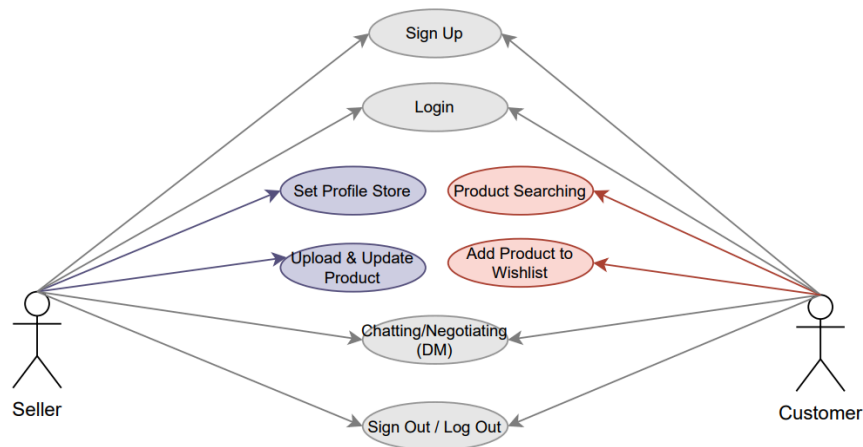 Sign Up
Login
Set Profile Store
Product Searching
Upload & Update
Product
Add Product to
Wishlist
Chatting/Negotiating
(DM)
Seller
Customer
Sign Out / Log Out